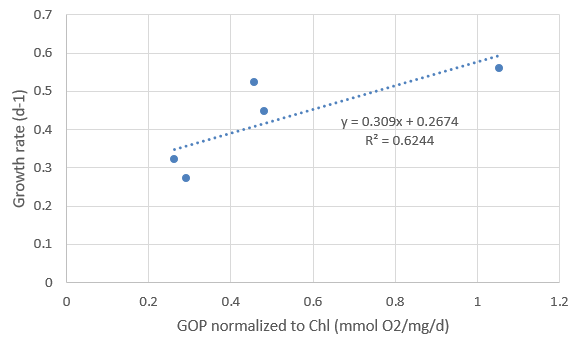 0.7
0.6
0.5
0.4
0.3
0.2
0.1
0
Growth rate (d-1)
y = 0.309x + 0.2674
R² = 0.6244
0 0.2 0.4 0.6 0.8 1 1.2
GOP normalized to Chl (mmol O2/mg/d)